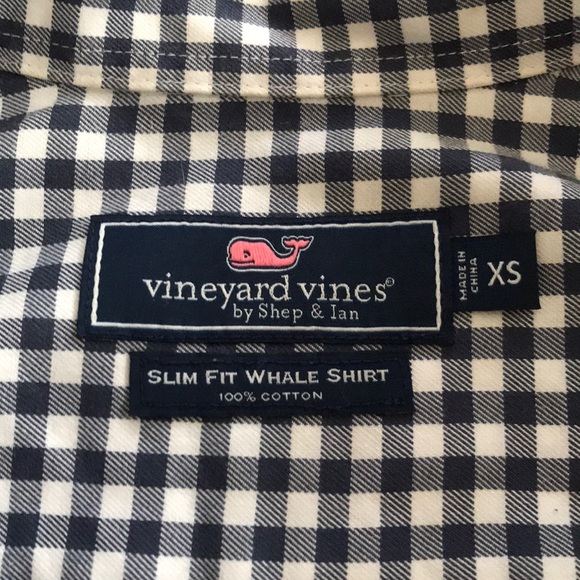 vineyard vines®
by Shep & Ian
MADE IN
CHINA
XS
SLIM FIT WHALE SHIRT
100% COTTON